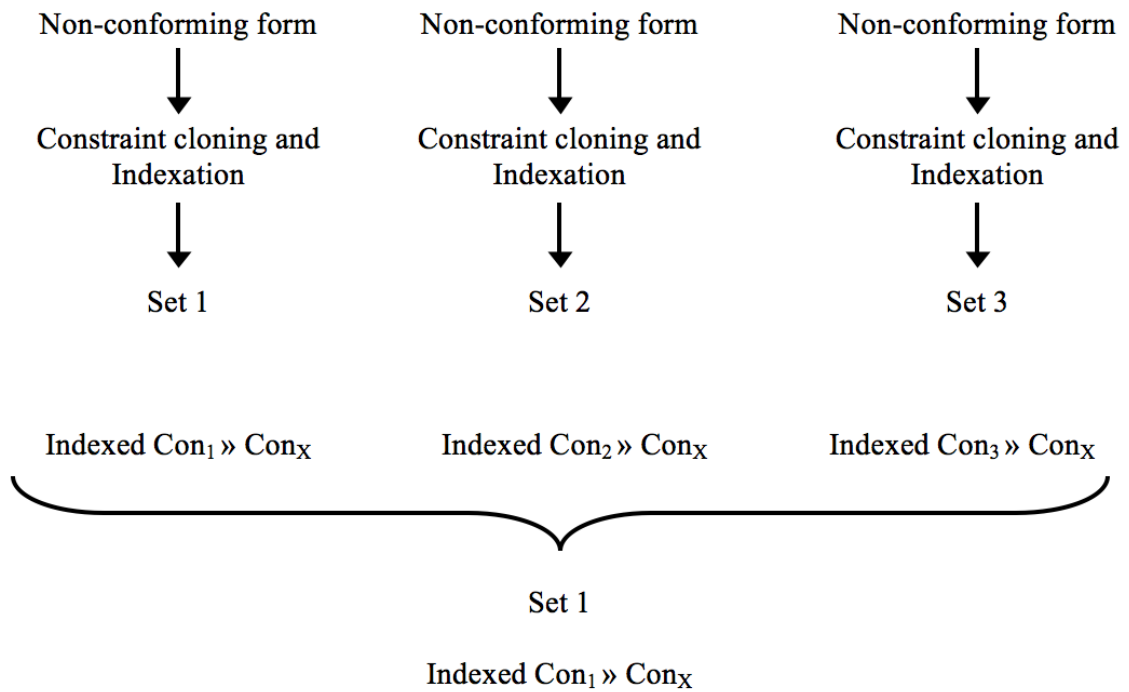 Non-conforming form Non-conforming form Non-conforming form
Constraint cloning and Constraint cloning and Constraint cloning and
Indexation Indexation Indexation
Set 1 Set 2 Set 3
Indexed Con₁ » Conₓ Indexed Con₂ » Conₓ Indexed Con₃ » Conₓ
Set 1
Indexed Con₁ » Conₓ